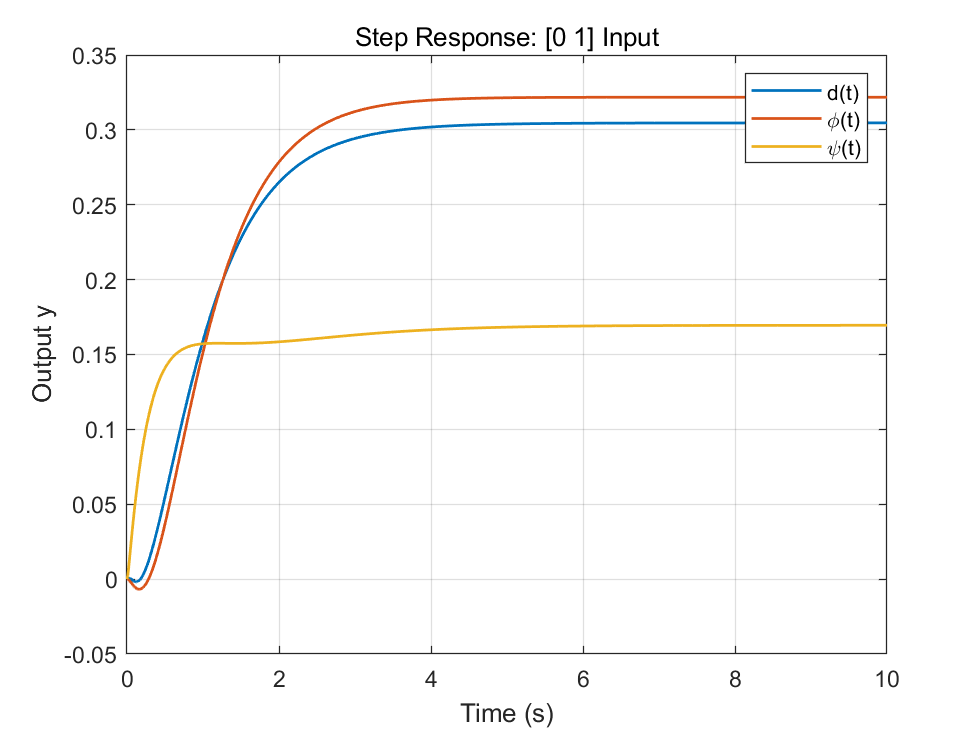 Step Response: [0 1] Input
0.35
0.3
0.25
0.2
0.15
0.1
0.05
0
-0.05
Output y
d(t)
ϕ(t)
ψ(t)
0 2 4 6 8 10
Time (s)